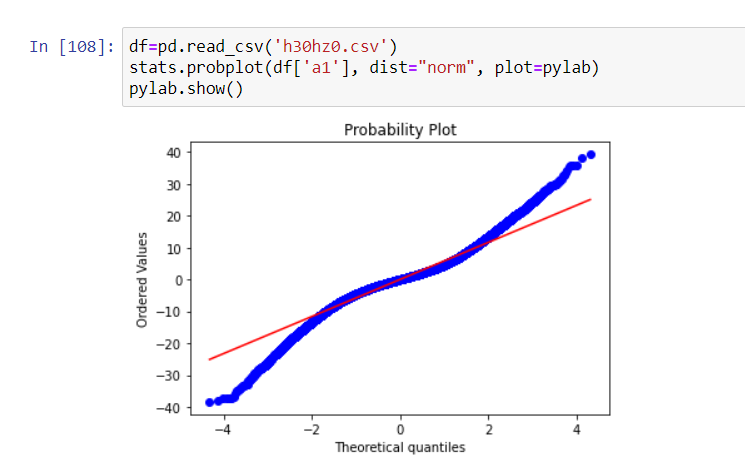 In [108]: df=pd.read_csv('h30hz0.csv')
stats.probplot(df['a1'], dist="norm", plot=pylab)
pylab.show()
Probability Plot
40
30
20
10
0
−10
−20
−30
−40
Ordered Values
−4 −2 0 2 4
Theoretical quantiles